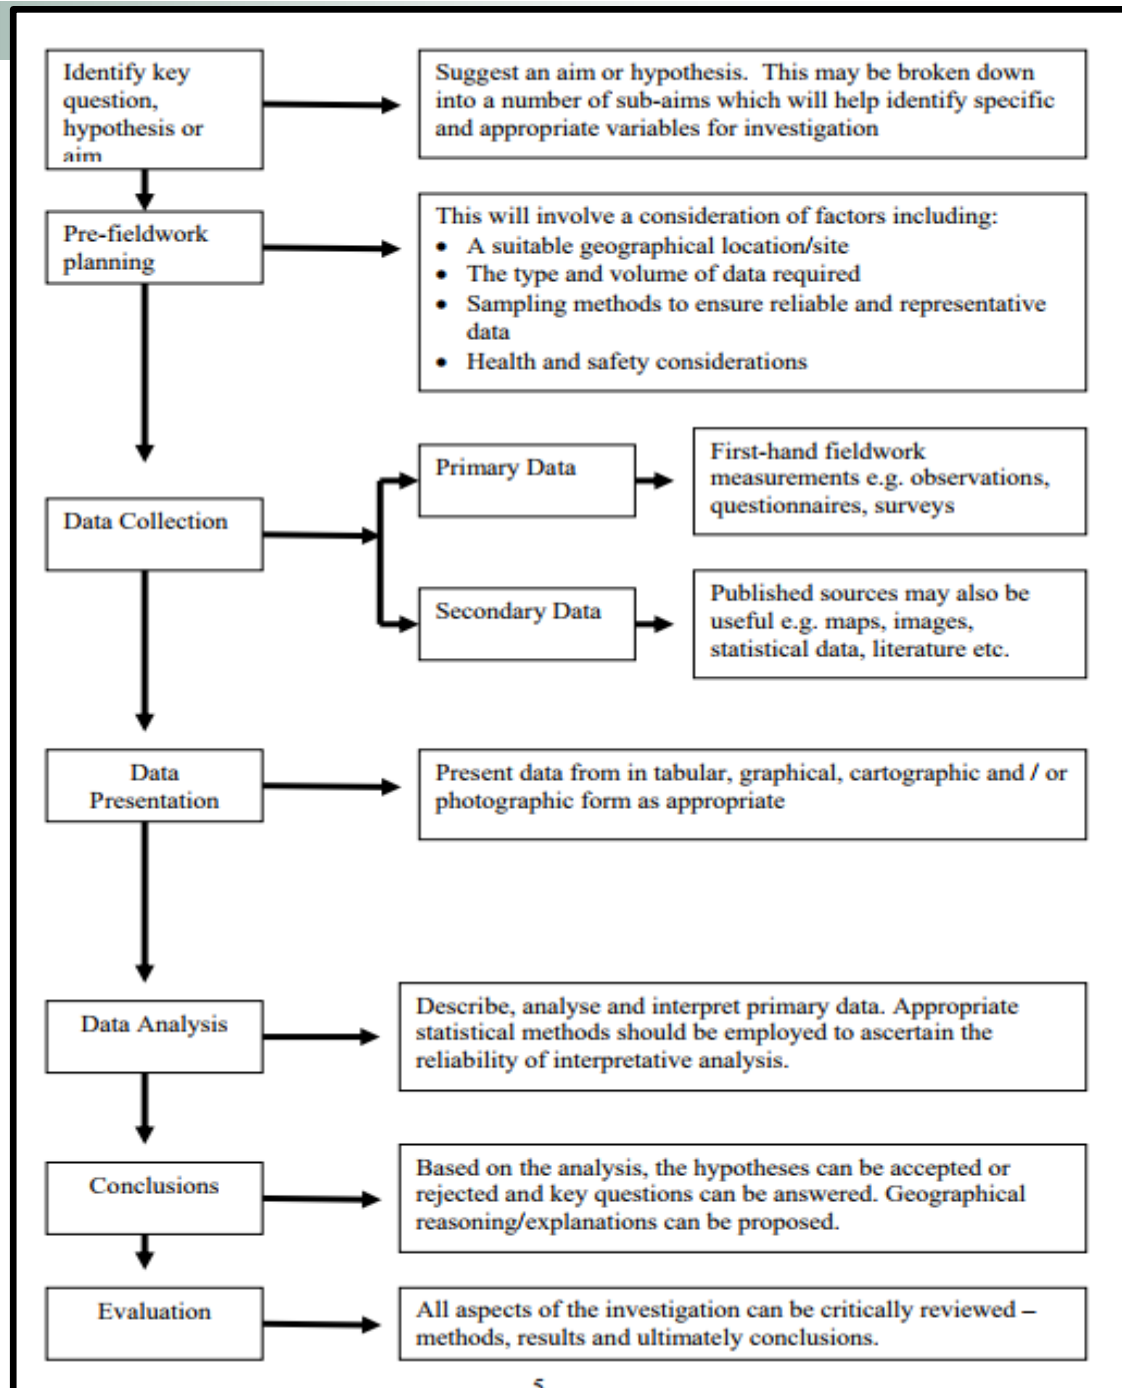 Identify key
question,
hypothesis or
aim
Suggest an aim or hypothesis. This may be broken down
into a number of sub-aims which will help identify specific
and appropriate variables for investigation
Pre-fieldwork
planning
This will involve a consideration of factors including:
• A suitable geographical location/site
• The type and volume of data required
• Sampling methods to ensure reliable and representative
data
• Health and safety considerations
Data Collection
Primary Data
First-hand fieldwork
measurements e.g. observations,
questionnaires, surveys
Secondary Data
Published sources may also be
useful e.g. maps, images,
statistical data, literature etc.
Data
Presentation
Present data from in tabular, graphical, cartographic and / or
photographic form as appropriate
Data Analysis
Describe, analyse and interpret primary data. Appropriate
statistical methods should be employed to ascertain the
reliability of interpretative analysis.
Conclusions
Based on the analysis, the hypotheses can be accepted or
rejected and key questions can be answered. Geographical
reasoning/explanations can be proposed.
Evaluation
All aspects of the investigation can be critically reviewed –
methods, results and ultimately conclusions.
5